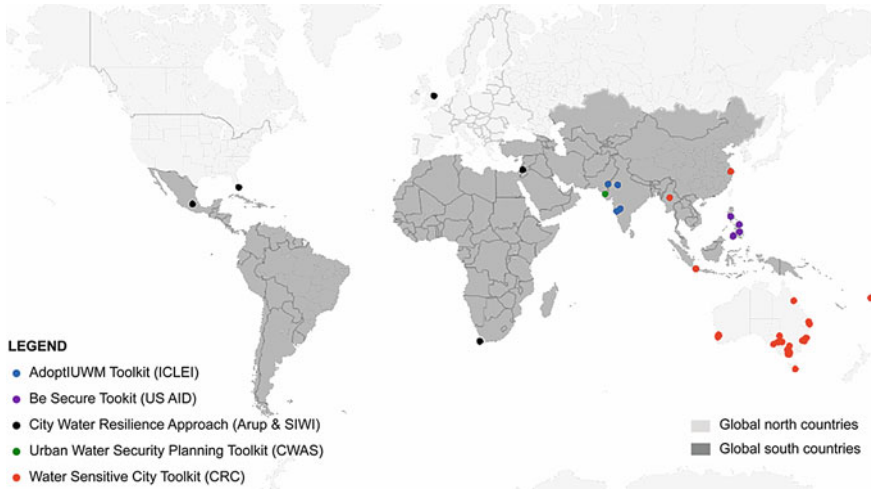 LEGEND
AdoptIUWM Toolkit (ICLEI)
Be Secure Tookit (US AID)
City Water Resilience Approach (Arup & SIWI)
Urban Water Security Planning Toolkit (CWAS)
Water Sensitive City Toolkit (CRC)
Global north countries
Global south countries